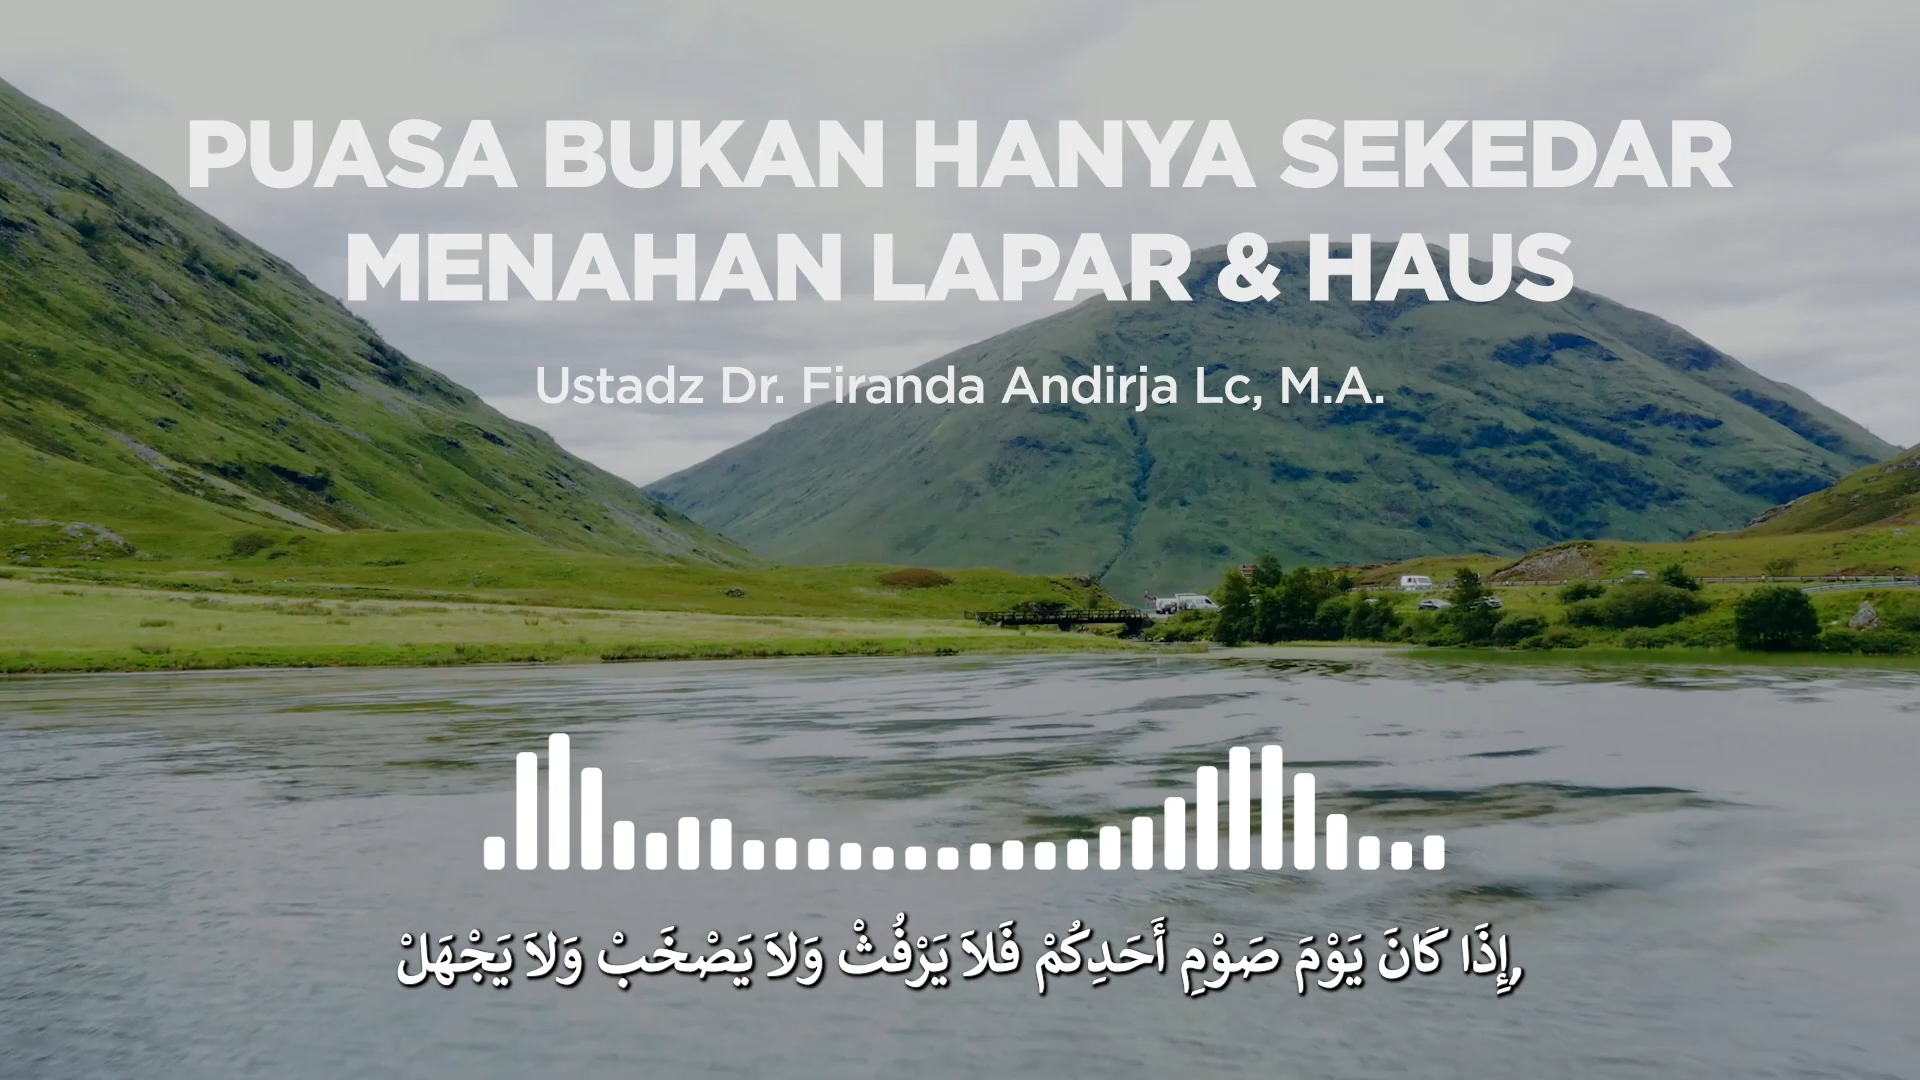 PUASA BUKAN HANYA SEKEDAR
MENAHAN LAPAR & HAUS
Ustadz Dr. Firanda Andirja Lc, M.A.
إِذَا كَانَ يَوْمَ صَوْمِ أَحَدِكُمْ فَلاَ يَرْفُثْ وَلاَ يَصْخَبْ وَلاَ يَجْهَلْ,